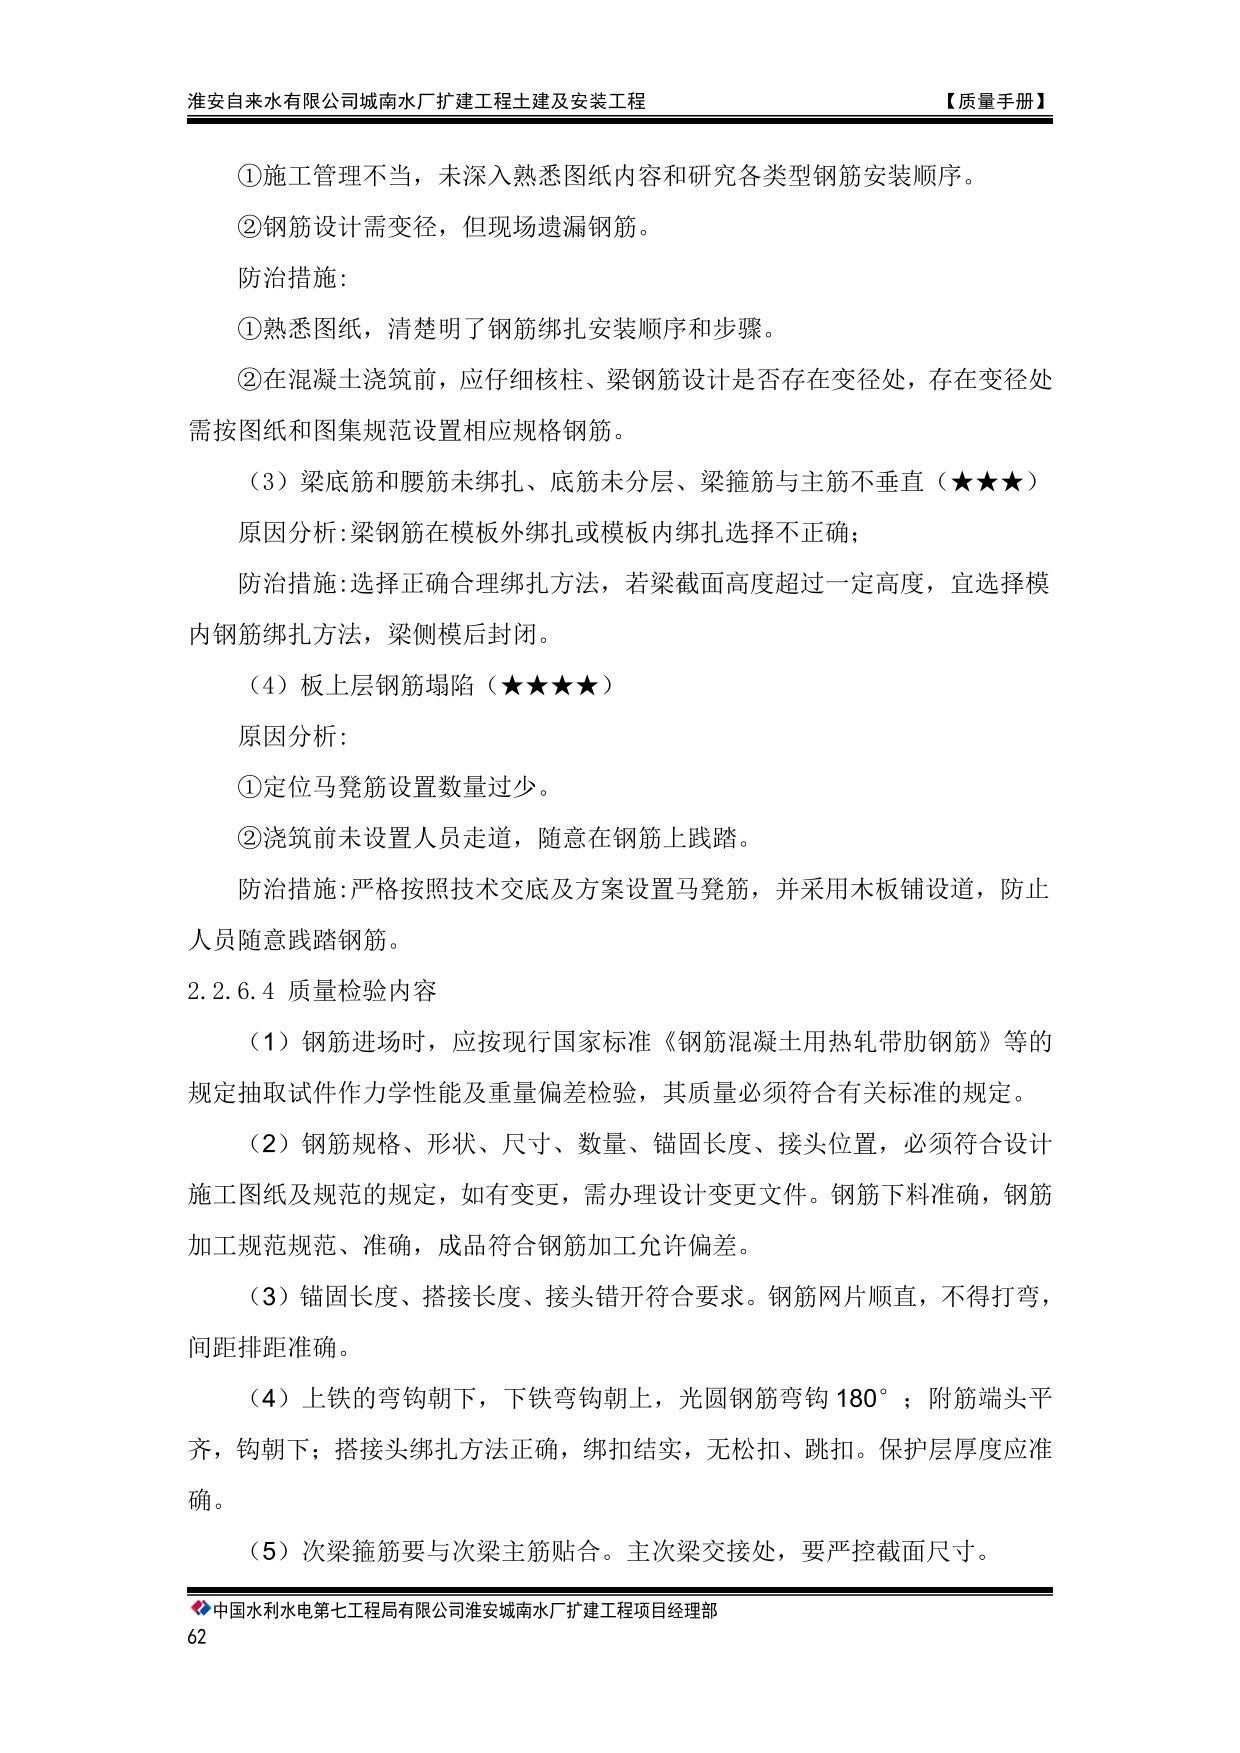 淮安自来水有限公司城南水厂扩建工程土建及安装工程 【质量手册】
①施工管理不当，未深入熟悉图纸内容和研究各类型钢筋安装顺序。
②钢筋设计需变径，但现场遗漏钢筋。
防治措施:
①熟悉图纸，清楚明了钢筋绑扎安装顺序和步骤。
②在混凝土浇筑前，应仔细核柱、梁钢筋设计是否存在变径处，存在变径处
需按图纸和图集规范设置相应规格钢筋。
（3）梁底筋和腰筋未绑扎、底筋未分层、梁箍筋与主筋不垂直（★★★）
原因分析:梁钢筋在模板外绑扎或模板内绑扎选择不正确；
防治措施:选择正确合理绑扎方法，若梁截面高度超过一定高度，宜选择模
内钢筋绑扎方法，梁侧模后封闭。
（4）板上层钢筋塌陷（★★★★）
原因分析:
①定位马凳筋设置数量过少。
②浇筑前未设置人员走道，随意在钢筋上践踏。
防治措施:严格按照技术交底及方案设置马凳筋，并采用木板铺设道，防止
人员随意践踏钢筋。
2.2.6.4 质量检验内容
（1）钢筋进场时，应按现行国家标准《钢筋混凝土用热轧带肋钢筋》等的
规定抽取试件作力学性能及重量偏差检验，其质量必须符合有关标准的规定。
（2）钢筋规格、形状、尺寸、数量、锚固长度、接头位置，必须符合设计
施工图纸及规范的规定，如有变更，需办理设计变更文件。钢筋下料准确，钢筋
加工规范规范、准确，成品符合钢筋加工允许偏差。
（3）锚固长度、搭接长度、接头错开符合要求。钢筋网片顺直，不得打弯，
间距排距准确。
（4）上铁的弯钩朝下，下铁弯钩朝上，光圆钢筋弯钩 180°；附筋端头平
齐，钩朝下；搭接头绑扎方法正确，绑扣结实，无松扣、跳扣。保护层厚度应准
确。
（5）次梁箍筋要与次梁主筋贴合。主次梁交接处，要严控截面尺寸。
中国水利水电第七工程局有限公司淮安城南水厂扩建工程项目经理部
62